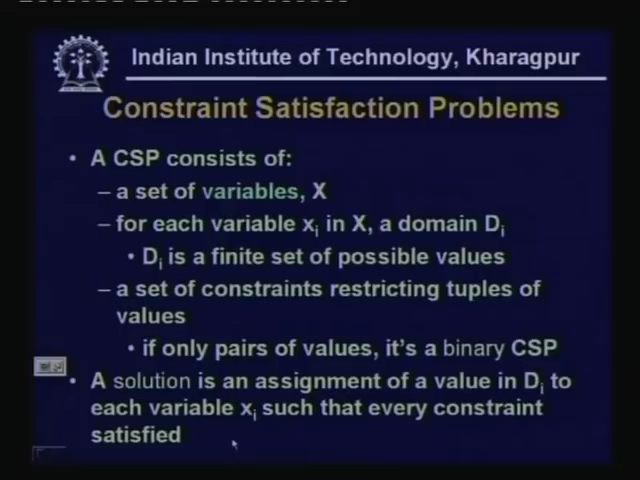 Indian Institute of Technology, Kharagpur
Constraint Satisfaction Problems
• A CSP consists of:
– a set of variables, X
– for each variable xi in X, a domain Di
• Di is a finite set of possible values
– a set of constraints restricting tuples of
values
• if only pairs of values, it's a binary CSP
• A solution is an assignment of a value in Di to
each variable xi such that every constraint
satisfied